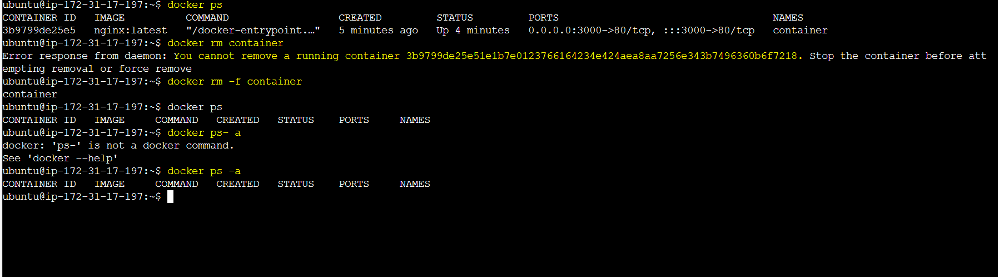 ubuntu@ip-172-31-17-197:~$ docker ps
CONTAINER ID   IMAGE          COMMAND                  CREATED         STATUS         PORTS                                   NAMES
3b9799de25e5   nginx:latest   "/docker-entrypoint.…"   5 minutes ago   Up 4 minutes   0.0.0.0:3000->80/tcp, :::3000->80/tcp   container
ubuntu@ip-172-31-17-197:~$ docker rm container
Error response from daemon: You cannot remove a running container 3b9799de25e51e1b7e0123766164234e424aea8aa7256e343b7496360b6f7218. Stop the container before att
empting removal or force remove
ubuntu@ip-172-31-17-197:~$ docker rm -f container
container
ubuntu@ip-172-31-17-197:~$ docker ps
CONTAINER ID   IMAGE     COMMAND   CREATED   STATUS    PORTS     NAMES
ubuntu@ip-172-31-17-197:~$ docker ps- a
docker: 'ps-' is not a docker command.
See 'docker --help'
ubuntu@ip-172-31-17-197:~$ docker ps -a
CONTAINER ID   IMAGE     COMMAND   CREATED   STATUS    PORTS     NAMES
ubuntu@ip-172-31-17-197:~$